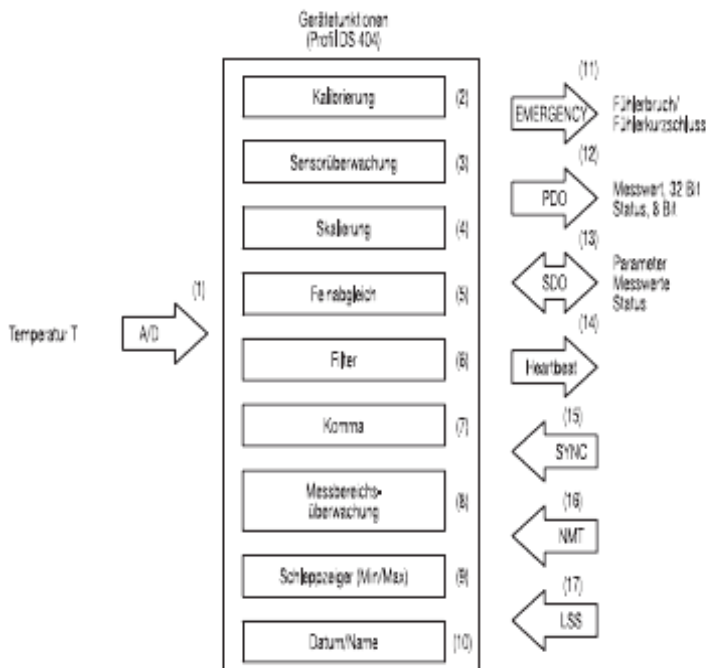 Gerätefunktionen
(Profil DS 404)
Kalibrierung
(2)
Sensorüberwachung
(3)
Skalierung
(4)
Feinabgleich
(5)
Filter
(6)
Komma
(7)
Messbereichs-
überwachung
(8)
Schleppzeiger (Min/Max)
(9)
Datum/Name
(10)
Temperatur T
(1)
A/D
(11)
EMERGENCY
Fühlerbruch/
Fühlerkurzschluss
(12)
PDO
Messwert, 32 Bit
Status, 8 Bit
(13)
SDO
Parameter
Messwerte
Status
(14)
Heartbeat
(15)
SYNC
(16)
NMT
(17)
LSS